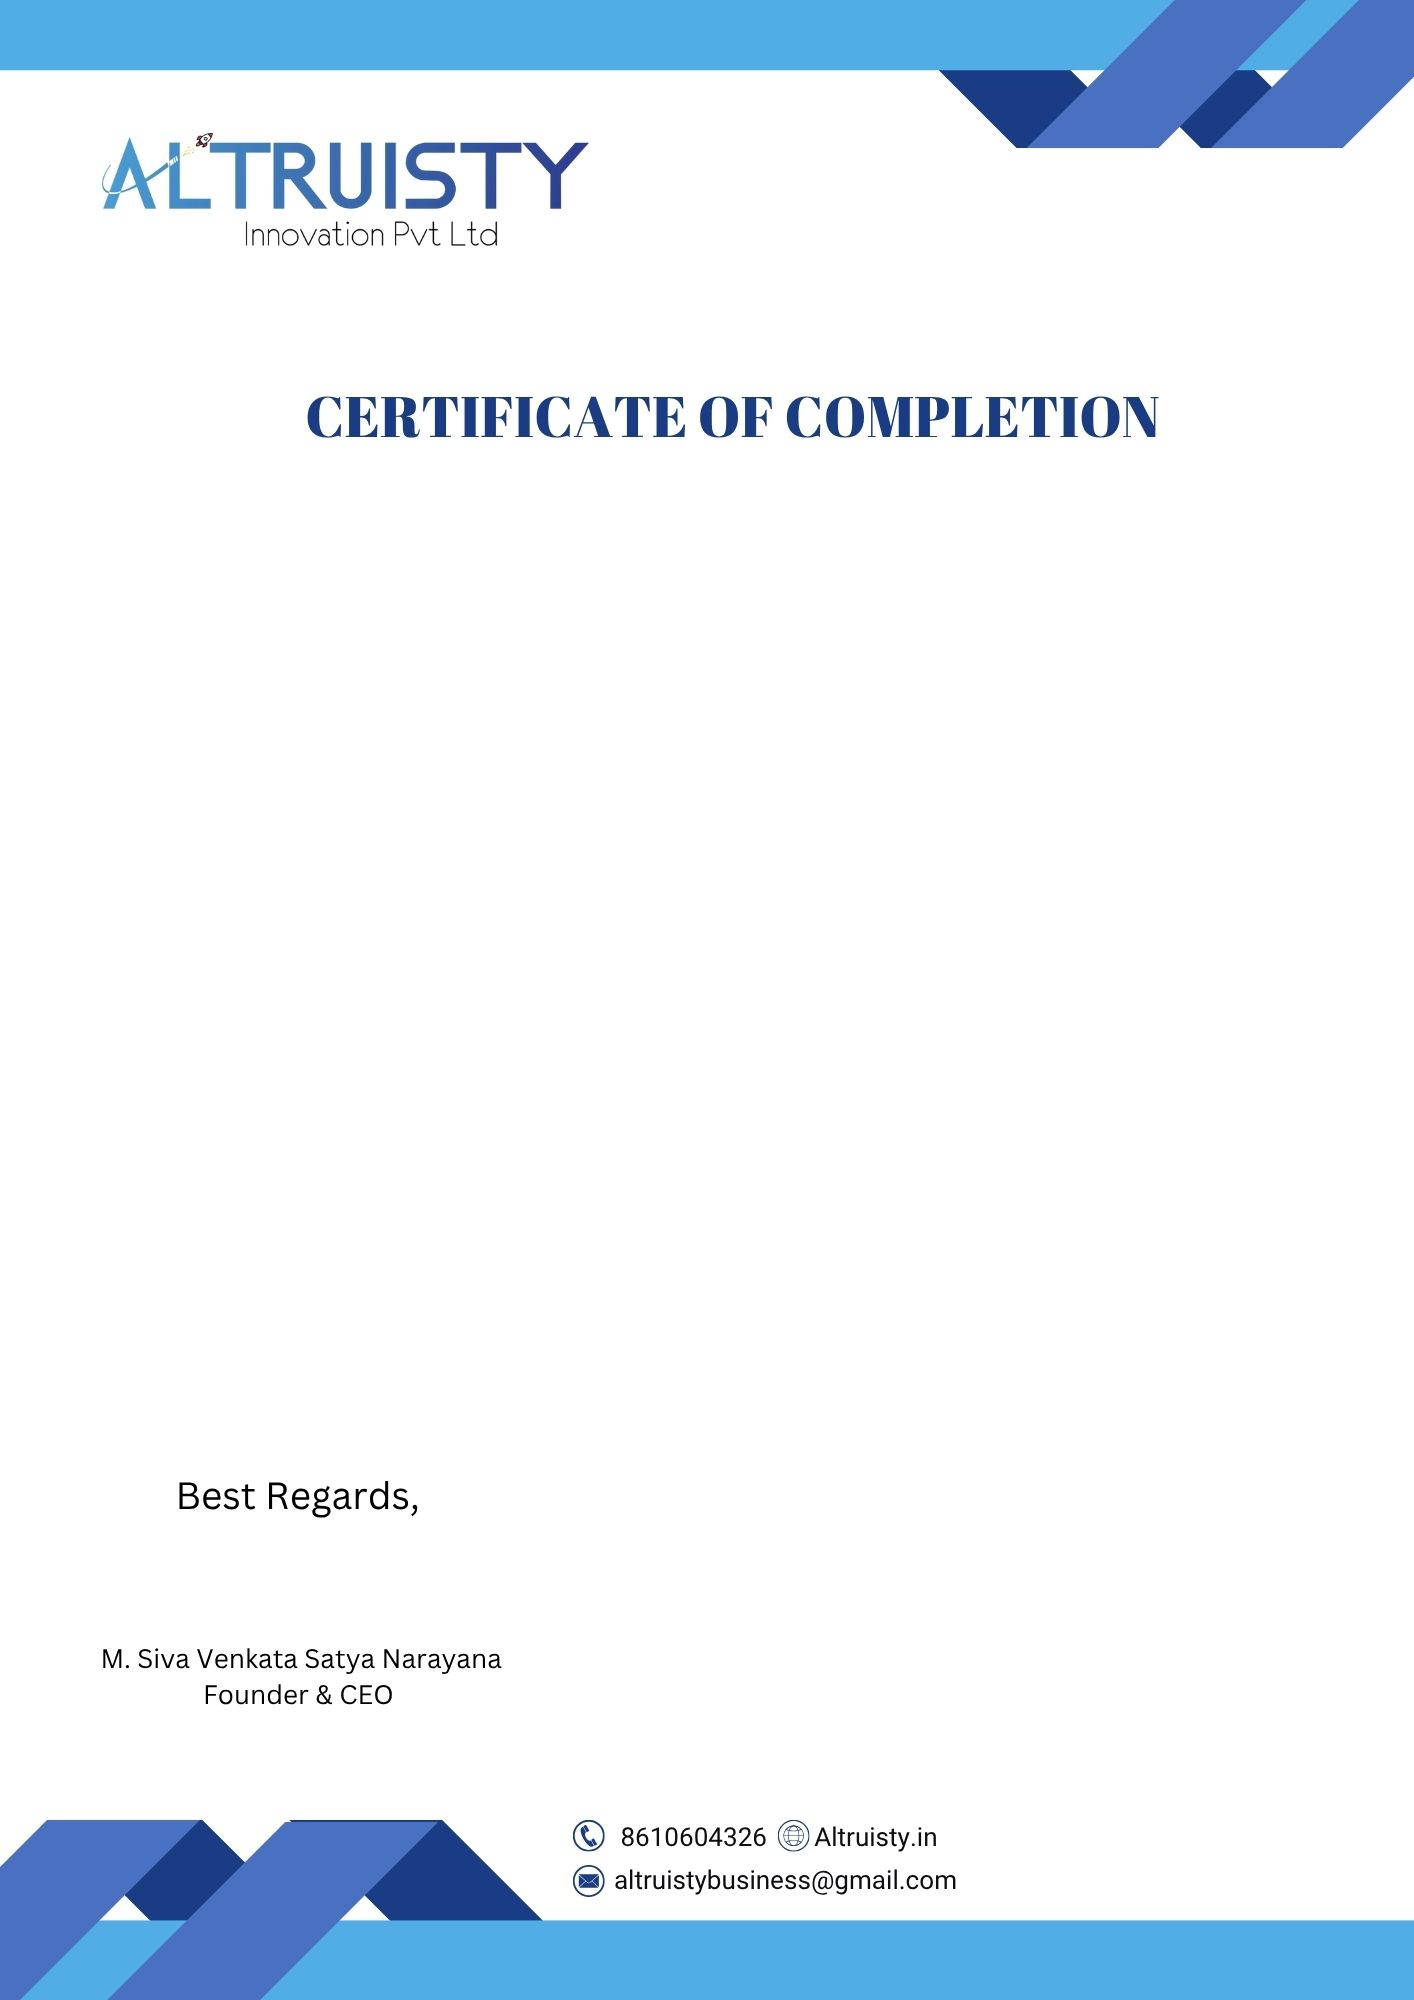 ALTRUISTY
Innovation Pvt Ltd
CERTIFICATE OF COMPLETION
Best Regards,
M. Siva Venkata Satya Narayana
Founder & CEO
8610604326 Altruisty.in
altruistybusiness@gmail.com